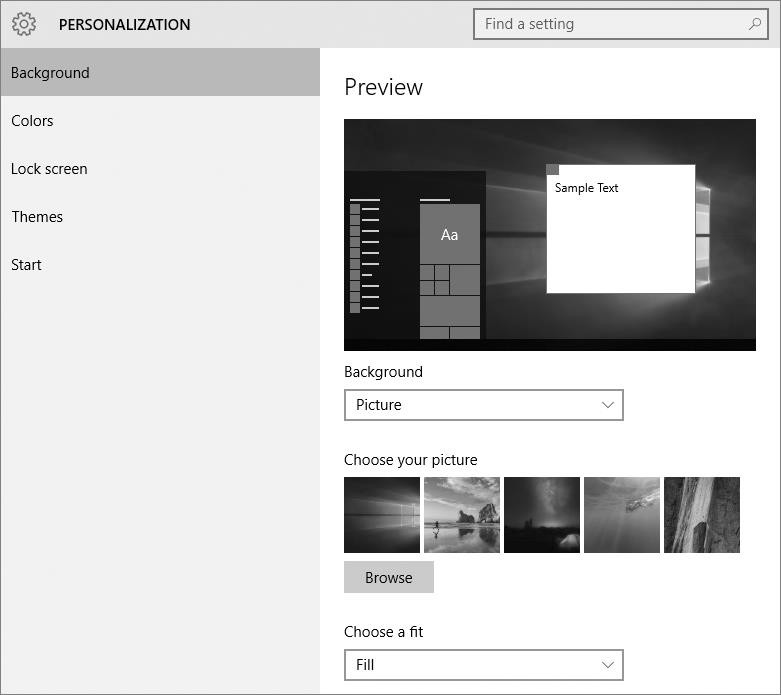 PERSONALIZATION
Find a setting
Background
Colors
Lock screen
Themes
Start
Preview
Aa
Sample Text
Background
Picture
Choose your picture
Browse
Choose a fit
Fill